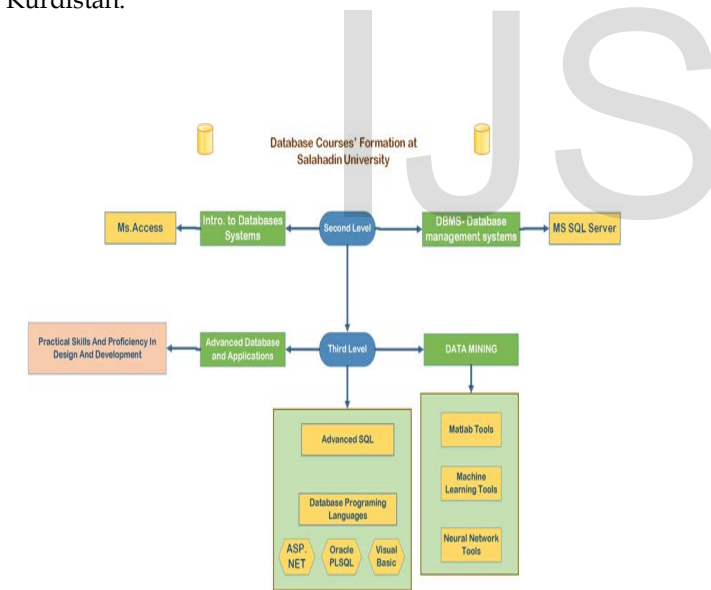 Kurdistan.
IJS
Database Courses' Formation at
Salahadin University
Ms.Access
Intro. to Databases
Systems
Second Level
DBMS- Database
management systems
MS SQL Server
Practical Skills And Proficiency In
Design And Development
Advanced Database
and Applications
Third Level
DATA MINING
Advanced SQL
Database Programing
Languages
ASP.
NET
Oracle
PLSQL
Visual
Basic
Matlab Tools
Machine
Learning Tools
Neural Network
Tools